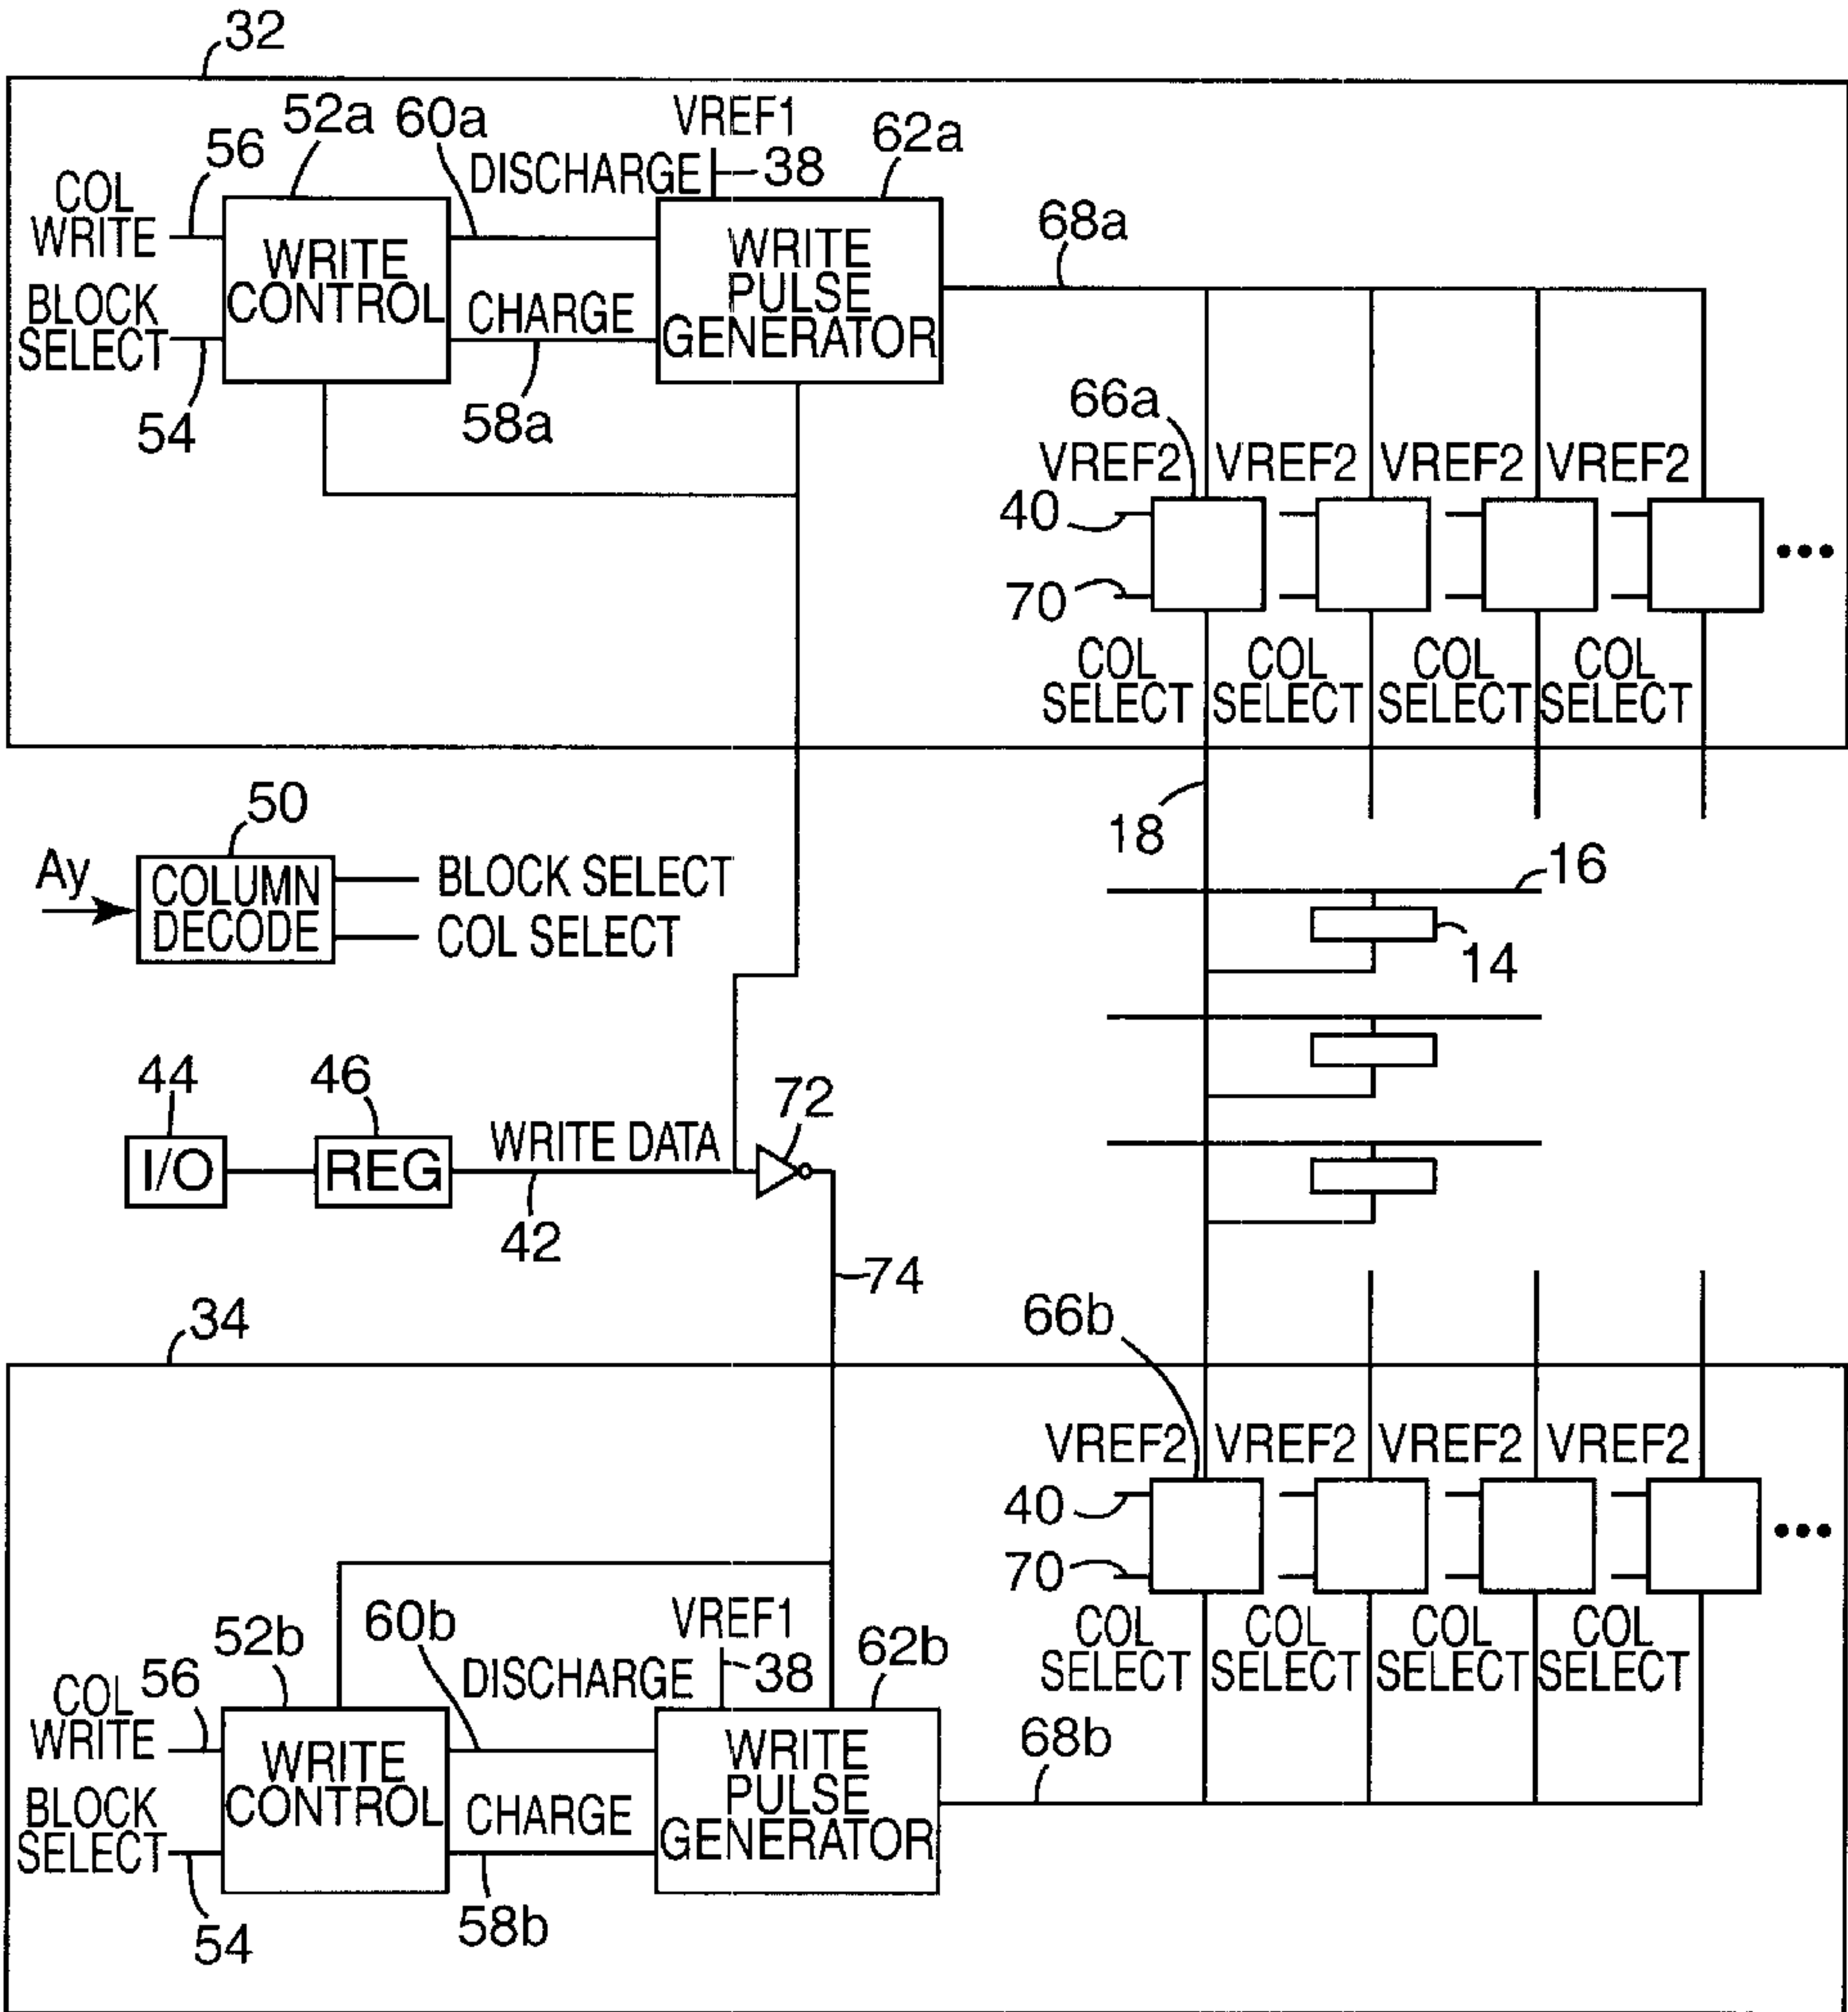 32
52a
60a
VREF1
62a
56
DISCHARGE
38
COL
WRITE
WRITE
CONTROL
WRITE
PULSE
GENERATOR
68a
BLOCK
SELECT
CHARGE
54
58a
66a
VREF2 VREF2 VREF2 VREF2
40
70
•••
COL
SELECT
COL
SELECT
COL
SELECT
COL
SELECT
50
18
Ay
COLUMN
DECODE
BLOCK SELECT
COL SELECT
16
14
44
46
72
I/O
REG
WRITE DATA
42
74
34
66b
VREF2 VREF2 VREF2 VREF2
40
70
•••
COL
SELECT
COL
SELECT
COL
SELECT
COL
SELECT
52b
60b
VREF1
62b
56
DISCHARGE
38
COL
WRITE
WRITE
CONTROL
WRITE
PULSE
GENERATOR
68b
BLOCK
SELECT
CHARGE
54
58b